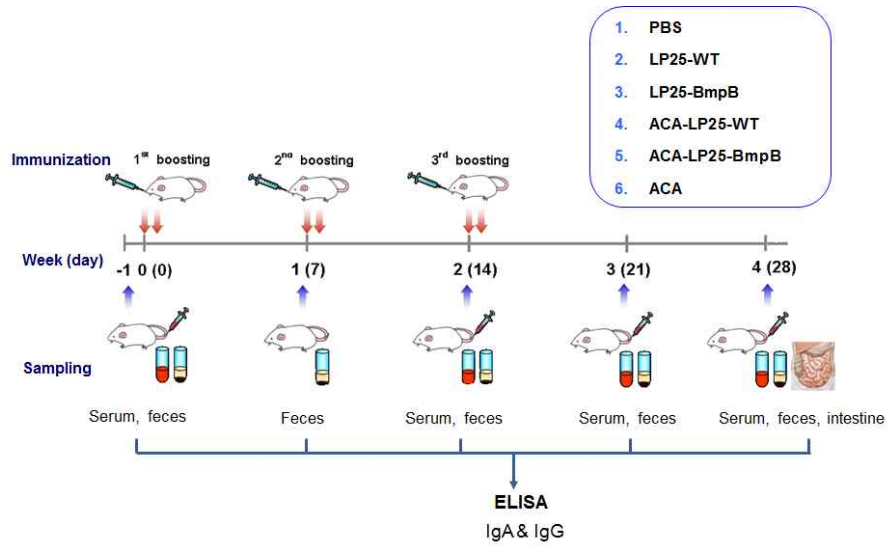 1. PBS
2. LP25-WT
3. LP25-BmpB
4. ACA-LP25-WT
5. ACA-LP25-BmpB
6. ACA
Immunization
1st boosting
2nd boosting
3rd boosting
Week (day)
-1 0 (0) 1 (7) 2 (14) 3 (21) 4 (28)
Sampling
Serum, feces
Feces
Serum, feces
Serum, feces
Serum, feces, intestine
ELISA
IgA & IgG